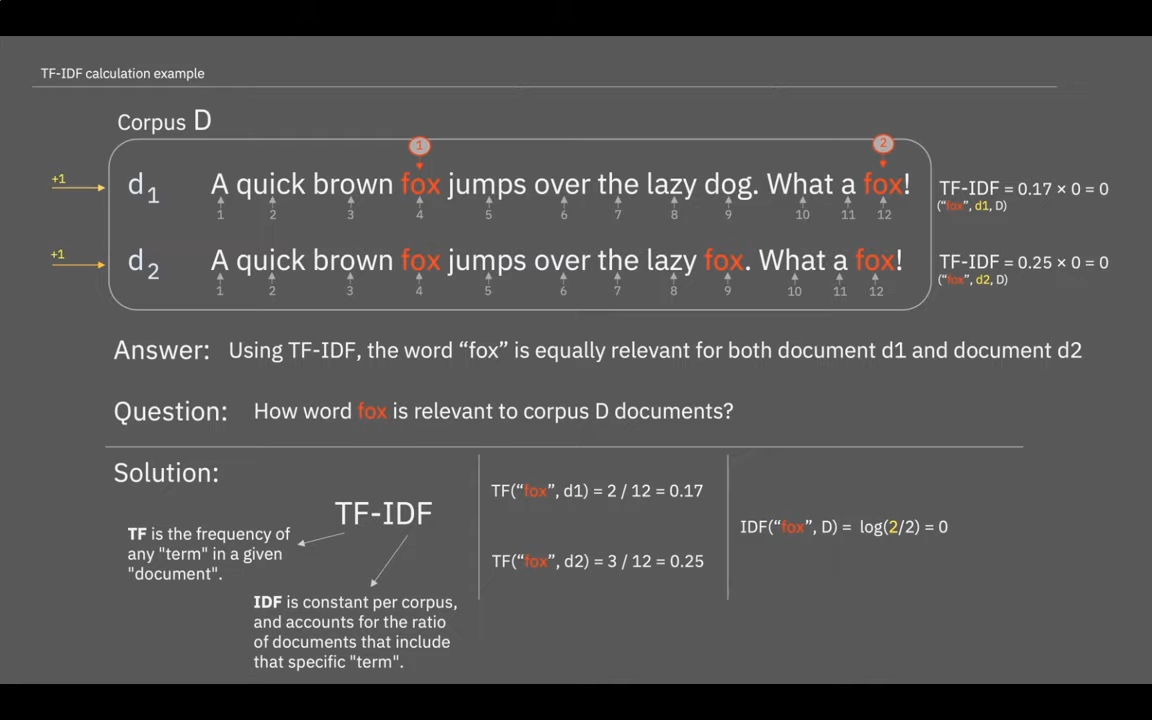 TF-IDF calculation example
Corpus D
1
2
+1
d1
A quick brown fox jumps over the lazy dog. What a fox!
TF-IDF = 0.17 × 0 = 0
("fox", d1, D)
1 2 3 4 5 6 7 8 9 10 11 12
+1
d2
A quick brown fox jumps over the lazy fox. What a fox!
TF-IDF = 0.25 × 0 = 0
("fox", d2, D)
1 2 3 4 5 6 7 8 9 10 11 12
Answer: Using TF-IDF, the word “fox” is equally relevant for both document d1 and document d2
Question: How word fox is relevant to corpus D documents?
Solution:
TF-IDF
TF is the frequency of
any "term" in a given
"document".
IDF is constant per corpus,
and accounts for the ratio
of documents that include
that specific "term".
TF(“fox”, d1) = 2 / 12 = 0.17
TF(“fox”, d2) = 3 / 12 = 0.25
IDF(“fox”, D) = log(2/2) = 0